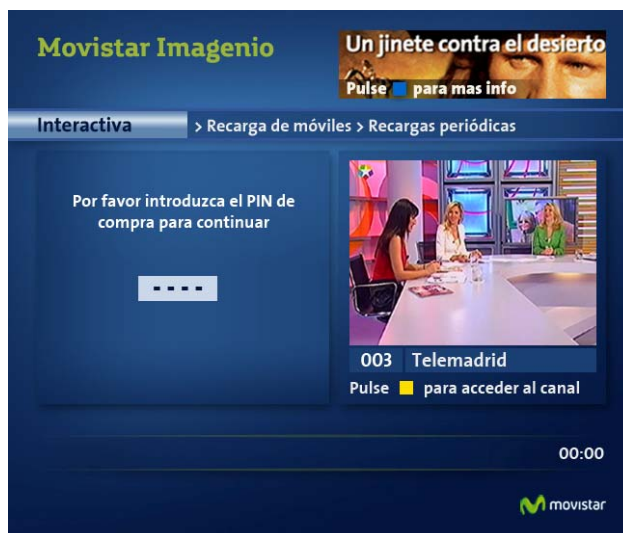 Movistar Imagenio
Un jinete contra el desierto
Pulse para mas info
Interactiva
> Recarga de móviles > Recargas periódicas
Por favor introduzca el PIN de
compra para continuar
- - - -
003 Telemadrid
Pulse para acceder al canal
00:00
movistar